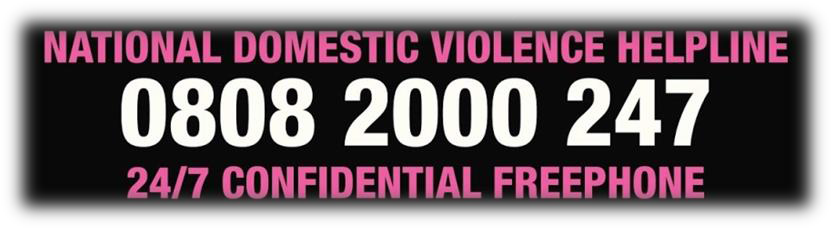 NATIONAL DOMESTIC VIOLENCE HELPLINE
0808 2000 247
24/7 CONFIDENTIAL FREEPHONE